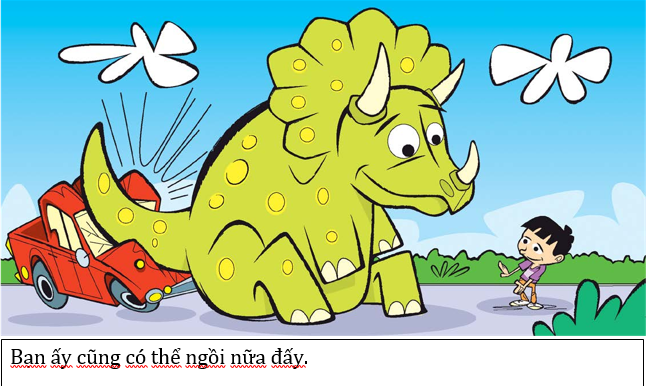 Bạn ấy cũng có thể ngồi nữa đấy.